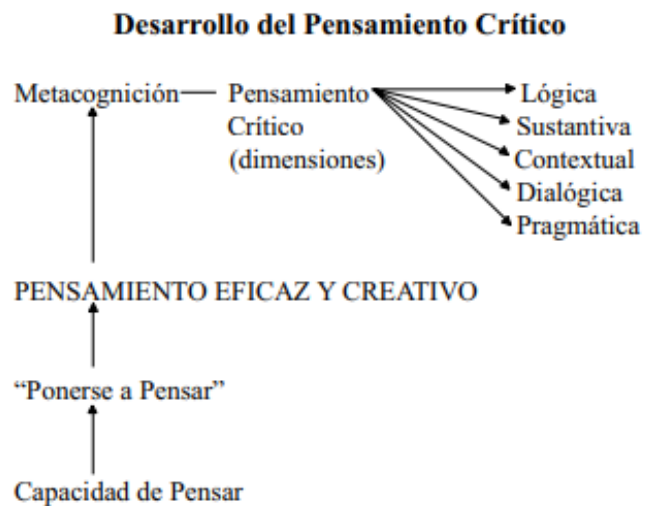 Desarrollo del Pensamiento Crítico
Metacognición
Pensamiento
Crítico
(dimensiones)
Lógica
Sustantiva
Contextual
Dialógica
Pragmática
PENSAMIENTO EFICAZ Y CREATIVO
“Ponerse a Pensar”
Capacidad de Pensar